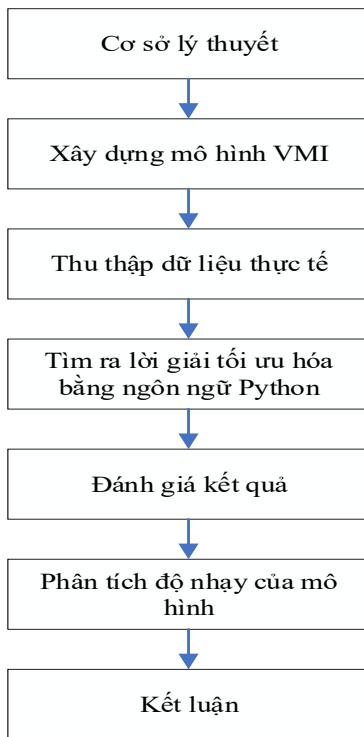 Cơ sở lý thuyết
Xây dựng mô hình VMI
Thu thập dữ liệu thực tế
Tìm ra lời giải tối ưu hóa
bằng ngôn ngữ Python
Đánh giá kết quả
Phân tích độ nhạy của mô
hình
Kết luận